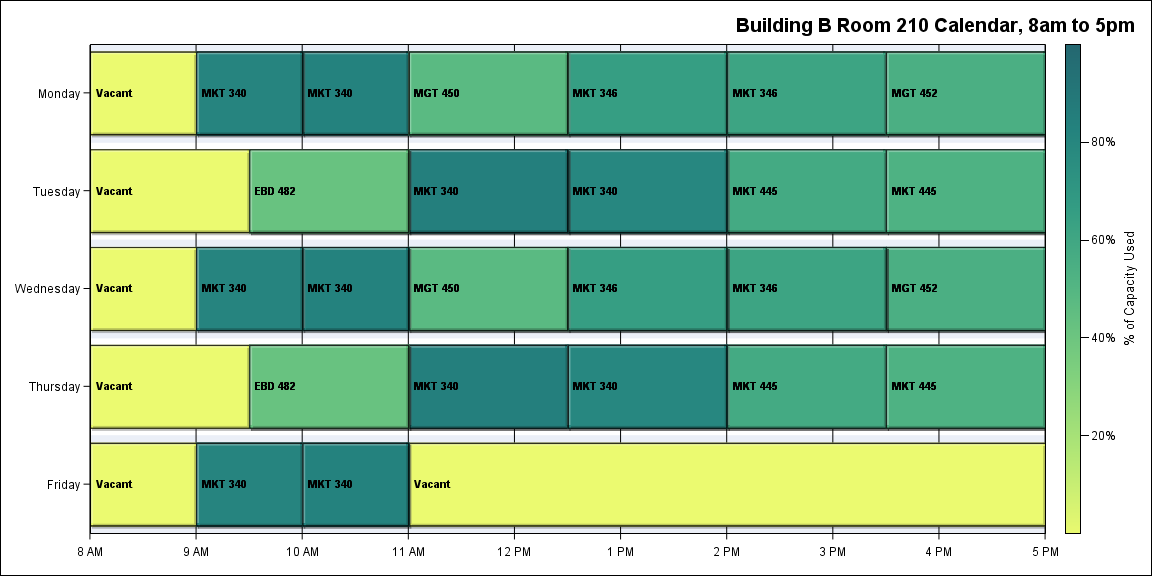 Building B Room 210 Calendar, 8am to 5pm
Monday
Vacant
MKT 340
MKT 340
MGT 450
MKT 346
MKT 346
MGT 452
Tuesday
Vacant
EBD 482
MKT 340
MKT 340
MKT 445
MKT 445
Wednesday
Vacant
MKT 340
MKT 340
MGT 450
MKT 346
MKT 346
MGT 452
Thursday
Vacant
EBD 482
MKT 340
MKT 340
MKT 445
MKT 445
Friday
Vacant
MKT 340
MKT 340
Vacant
8 AM
9 AM
10 AM
11 AM
12 PM
1 PM
2 PM
3 PM
4 PM
5 PM
80%
60%
40%
20%
% of Capacity Used